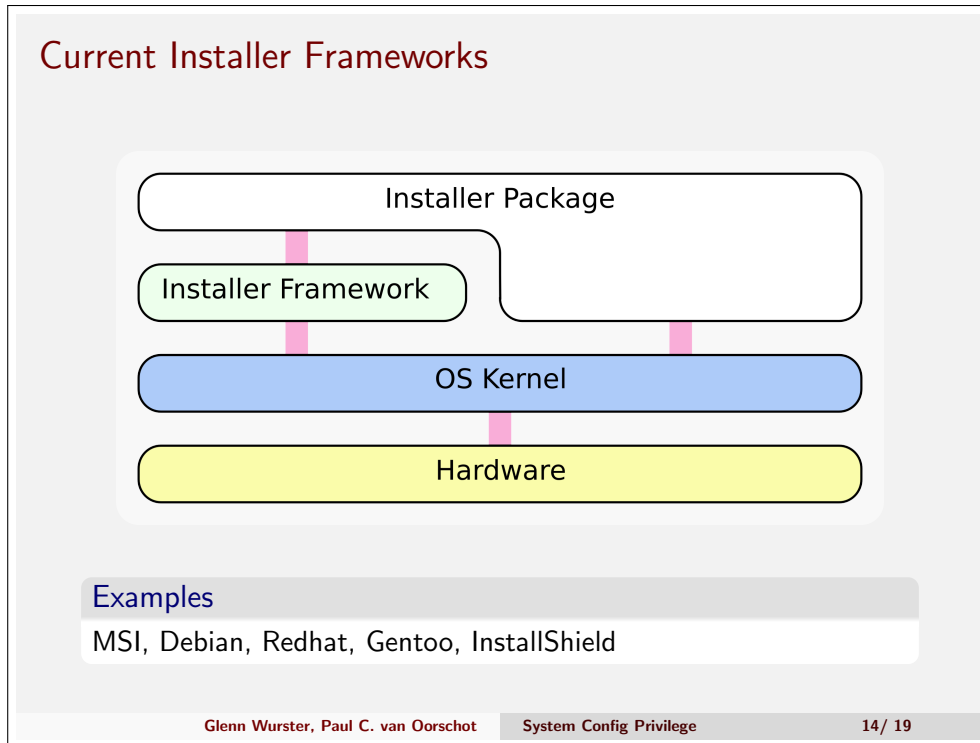 Current Installer Frameworks
Installer Package
Installer Framework
OS Kernel
Hardware
Examples
MSI, Debian, Redhat, Gentoo, InstallShield
Glenn Wurster, Paul C. van Oorschot System Config Privilege 14/ 19